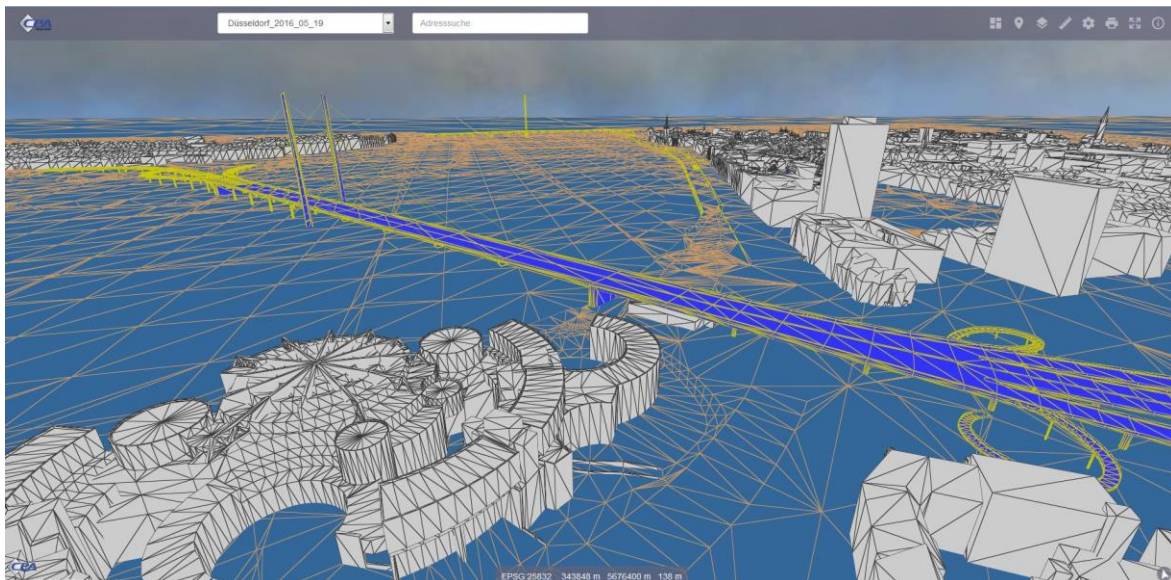 CPA
Düsseldorf_2016_05_19
Adresssuche
CPA
EPSG:25832 343848 m 5676400 m 138 m